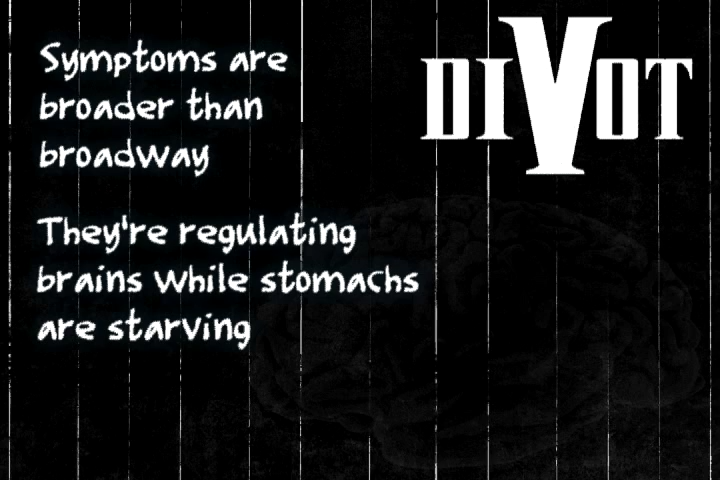 Symptoms are
broader than
broadway
They're regulating
brains while stomachs
are starving
DIVOT